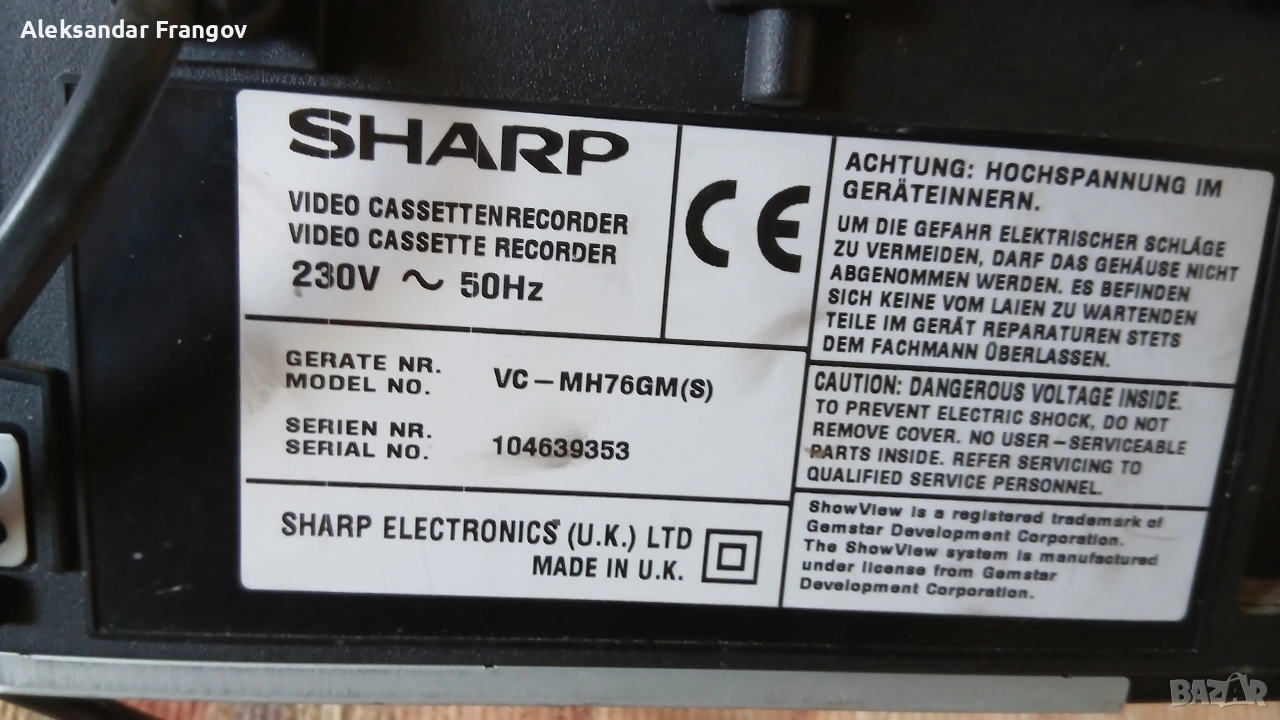 Aleksandar Frangov
SHARP
VIDEO CASSETTENRECORDER
VIDEO CASSETTE RECORDER
230V ~ 50Hz
CE
GERATE NR.
MODEL NO.
VC-MH76GM(S)
SERIEN NR.
SERIAL NO.
104639353
SHARP ELECTRONICS (U.K.) LTD
MADE IN U.K.
ACHTUNG: HOCHSPANNUNG IM
GERÄTEINNERN.
UM DIE GEFAHR ELEKTRISCHER SCHLÄGE
ZU VERMEIDEN, DARF DAS GEHÄUSE NICHT
ABGENOMMEN WERDEN. ES BEFINDEN
SICH KEINE VOM LAIEN ZU WARTENDEN
TEILE IM GERÄT REPARATUREN STETS
DEM FACHMANN ÜBERLASSEN.
CAUTION: DANGEROUS VOLTAGE INSIDE.
TO PREVENT ELECTRIC SHOCK, DO NOT
REMOVE COVER. NO USER-SERVICEABLE
PARTS INSIDE. REFER SERVICING TO
QUALIFIED SERVICE PERSONNEL.
ShowView is a registered trademark of
Gemstar Development Corporation.
The ShowView system is manufactured
under license from Gemstar
Development Corporation.
BAZAR